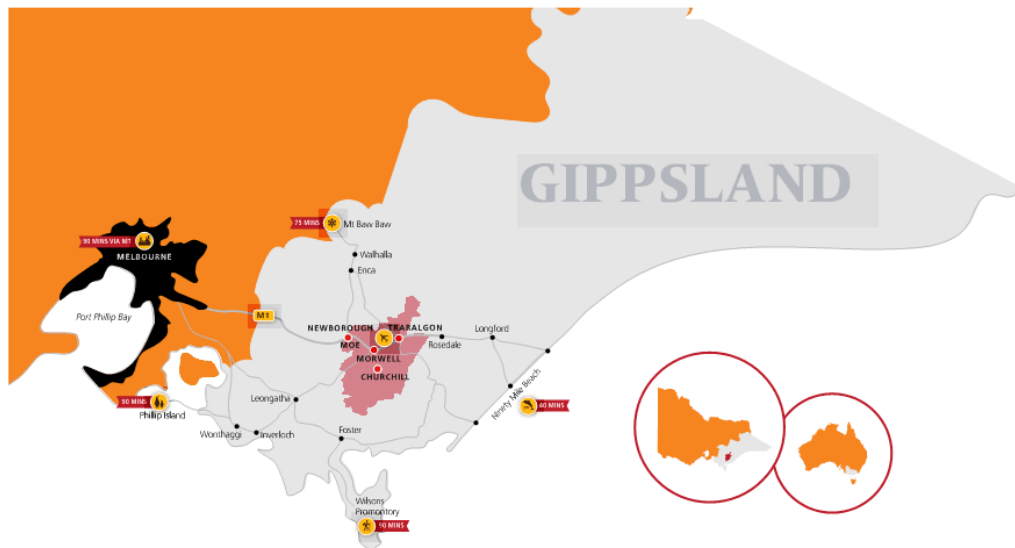 GIPPSLAND
75 MINS
Mt Baw Baw
90 MINS VIA M1
MELBOURNE
Walhalla
Erica
Port Phillip Bay
M1
NEWBOROUGH
TRARALGON
Longford
MOE
Rosedale
MORWELL
CHURCHILL
Ninety Mile Beach
Leongatha
90 MINS
40 MINS
Phillip Island
Wonthaggi
Inverloch
Foster
Wilsons
Promontory
90 MINS